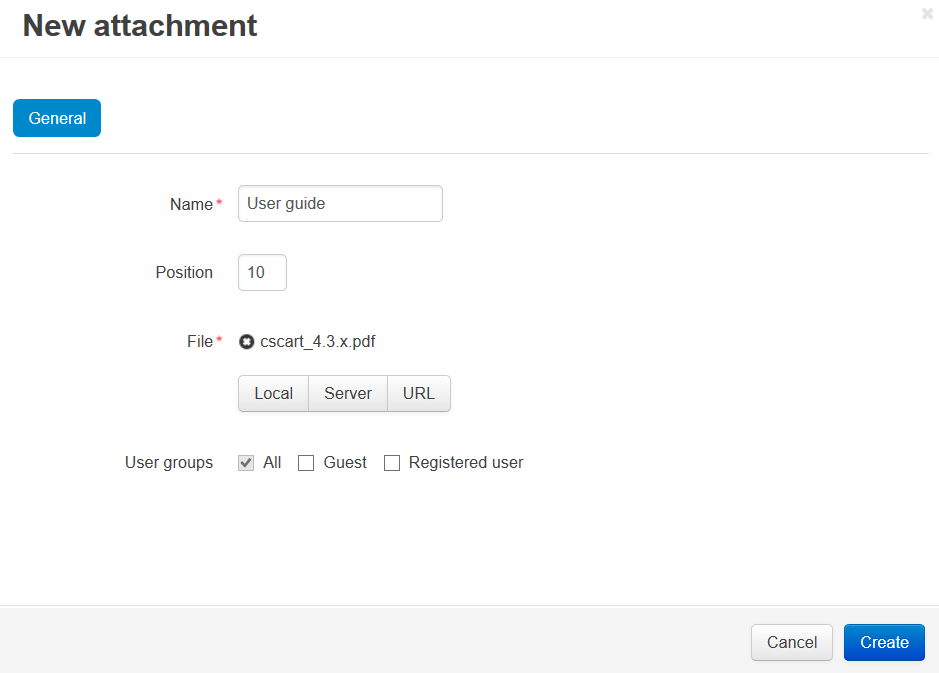 New attachment
General
Name*
User guide
Position
10
File*
cscart_4.3.x.pdf
Local Server URL
User groups All Guest Registered user
Cancel Create